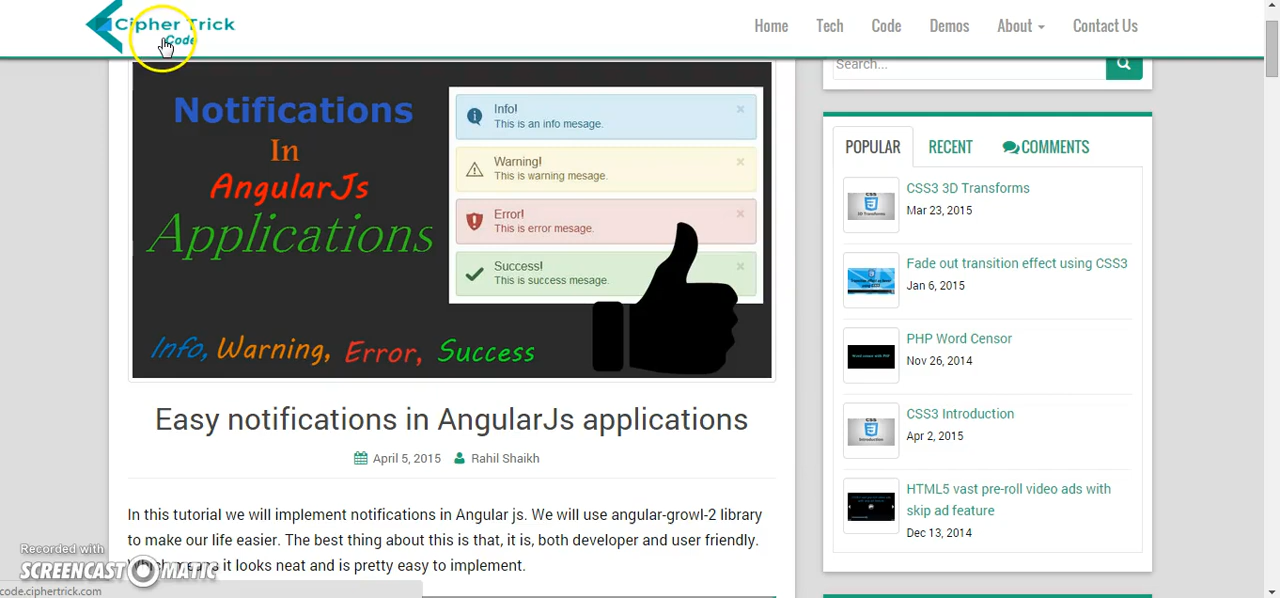 Cipher Trick
Code
Home
Tech
Code
Demos
About
Contact Us
Search...
Notifications
In
AngularJs
Applications
Info!
This is an info mesage.
Warning!
This is warning mesage.
Error!
This is error mesage.
Success!
This is success mesage.
Info, Warning, Error, Success
POPULAR
RECENT
COMMENTS
CSS3 3D Transforms
Mar 23, 2015
Fade out transition effect using CSS3
Jan 6, 2015
PHP Word Censor
Nov 26, 2014
CSS3 Introduction
Apr 2, 2015
HTML5 vast pre-roll video ads with
skip ad feature
Dec 13, 2014
Easy notifications in AngularJs applications
April 5, 2015
Rahil Shaikh
In this tutorial we will implement notifications in Angular js. We will use angular-growl-2 library
to make our life easier. The best thing about this is that, it is, both developer and user friendly.
Which means it looks neat and is pretty easy to implement.
Recorded with
SCREENCAST-O-MATIC
code.ciphertrick.com